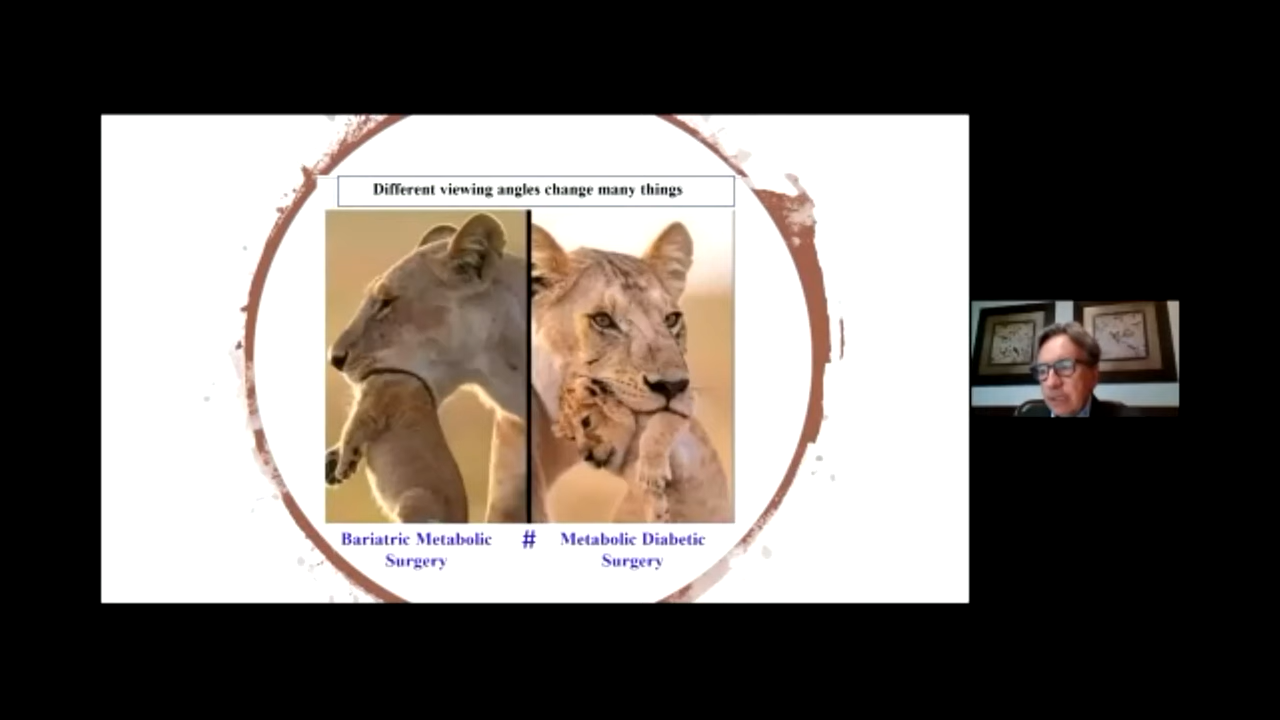 Different viewing angles change many things
Bariatric Metabolic # Metabolic Diabetic
Surgery Surgery